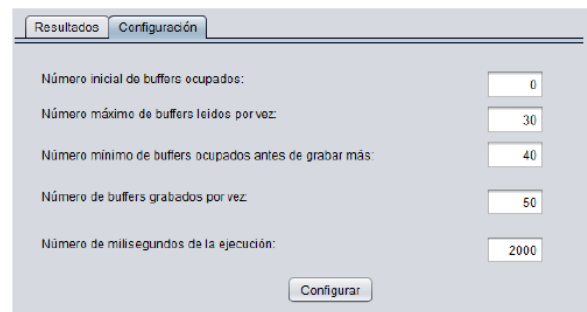 Resultados Configuración
Número inicial de buffers ocupados: 0
Número máximo de buffers leidos por vez: 30
Número mínimo de buffers ocupados antes de grabar más: 40
Número de buffers grabados por vez: 50
Número de milisegundos de la ejecución: 2000
Configurar